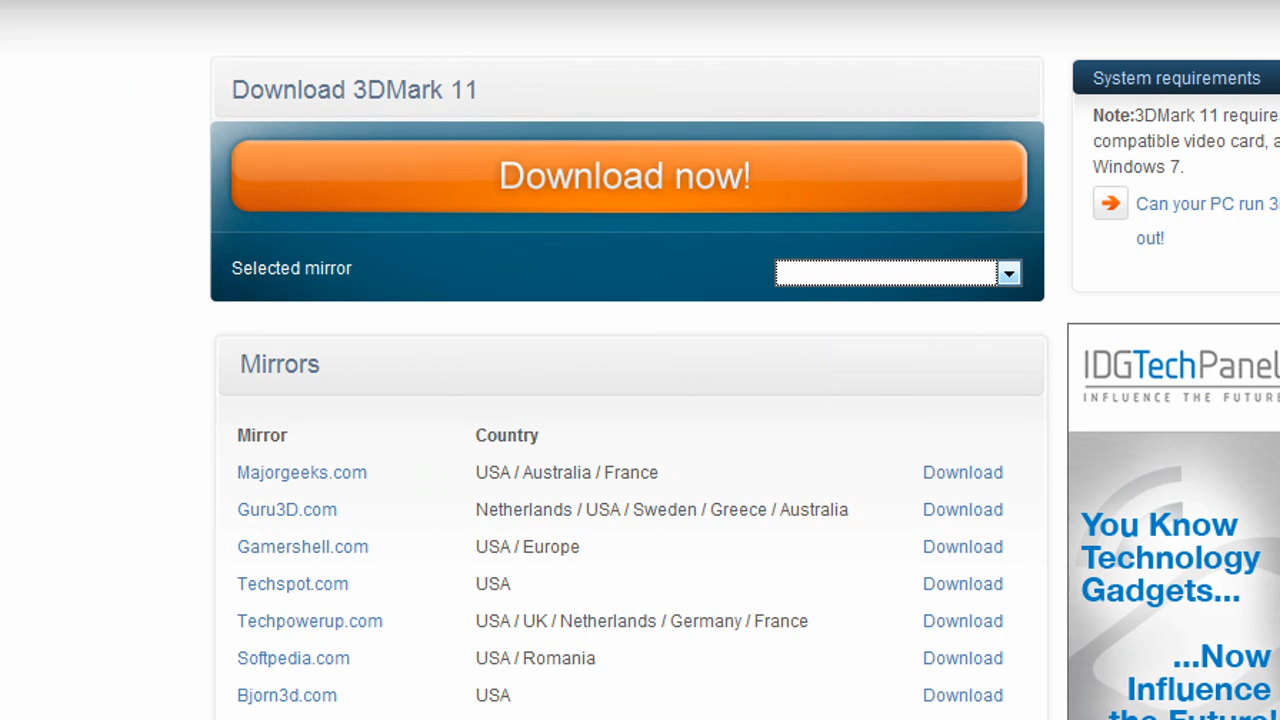 Download 3DMark 11
Download now!
Selected mirror
Mirrors
Mirror Country
Majorgeeks.com USA / Australia / France Download
Guru3D.com Netherlands / USA / Sweden / Greece / Australia Download
Gamershell.com USA / Europe Download
Techspot.com USA Download
Techpowerup.com USA / UK / Netherlands / Germany / France Download
Softpedia.com USA / Romania Download
Bjorn3d.com USA Download
System requirements
Note:3DMark 11 require
compatible video card, a
Windows 7.
Can your PC run 3
out!
IDGTechPanel
INFLUENCE THE FUTURE
You Know
Technology
Gadgets...
...Now
Influence
the Future!